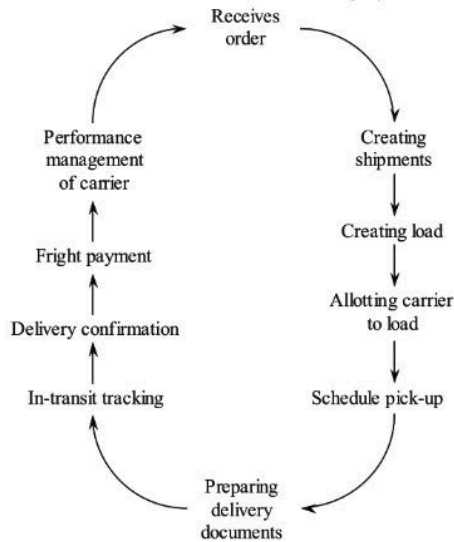 Receives
order
Creating
shipments
Creating load
Allotting carrier
to load
Schedule pick-up
Preparing
delivery
documents
In-transit tracking
Delivery confirmation
Fright payment
Performance
management
of carrier